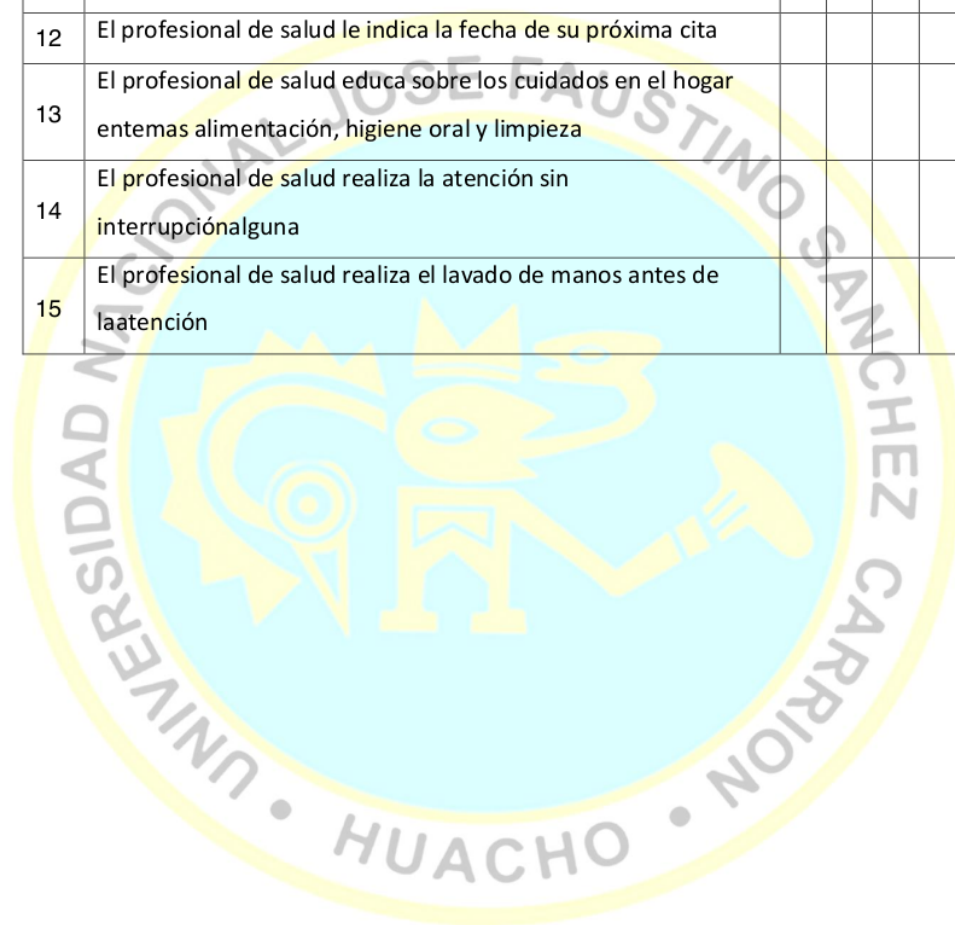 12 El profesional de salud le indica la fecha de su próxima cita
El profesional de salud educa sobre los cuidados en el hogar
13
entemas alimentación, higiene oral y limpieza
El profesional de salud realiza la atención sin
14
interrupciónalguna
El profesional de salud realiza el lavado de manos antes de
15
laatención
UNIVERSIDAD NACIONAL JOSE FAUSTINO SANCHEZ CARRION
• HUACHO •